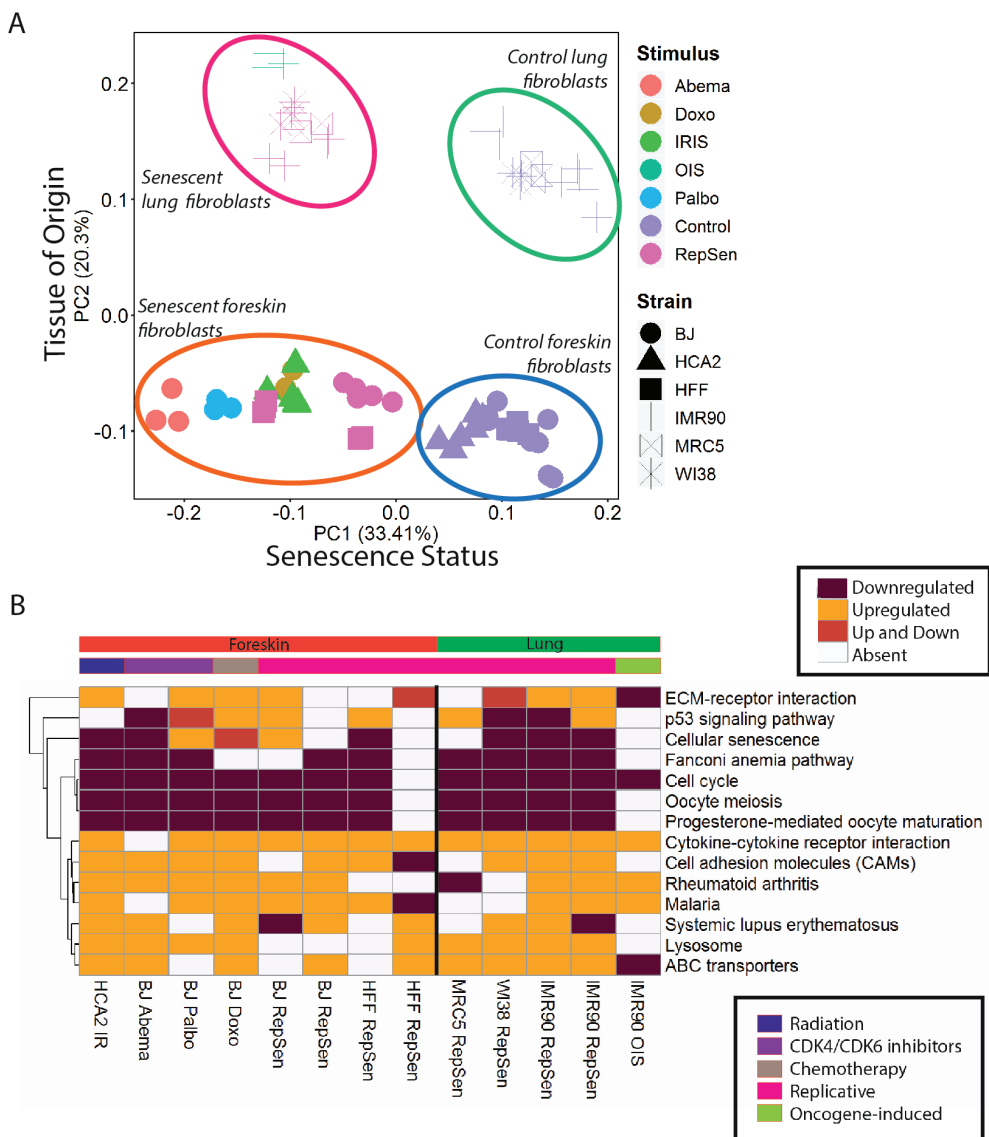 A
Control lung
fibroblasts
Senescent
lung fibroblasts
Senescent foreskin
fibroblasts
Control foreskin
fibroblasts
Tissue of Origin
PC2 (20.3%)
0.2
0.1
0.0
-0.1
-0.2
-0.1
0.0
0.1
0.2
PC1 (33.41%)
Senescence Status
Stimulus
Abema
Doxo
IRIS
OIS
Palbo
Control
RepSen
Strain
BJ
HCA2
HFF
IMR90
MRC5
WI38
B
Downregulated
Upregulated
Up and Down
Absent
Foreskin
Lung
ECM-receptor interaction
p53 signaling pathway
Cellular senescence
Fanconi anemia pathway
Cell cycle
Oocyte meiosis
Progesterone-mediated oocyte maturation
Cytokine-cytokine receptor interaction
Cell adhesion molecules (CAMs)
Rheumatoid arthritis
Malaria
Systemic lupus erythematosus
Lysosome
ABC transporters
HCA2 IR
BJ Abema
BJ Palbo
BJ Doxo
BJ RepSen
BJ RepSen
HFF RepSen
HFF RepSen
MRC5 RepSen
WI38 RepSen
IMR90 RepSen
IMR90 RepSen
IMR90 OIS
Radiation
CDK4/CDK6 inhibitors
Chemotherapy
Replicative
Oncogene-induced